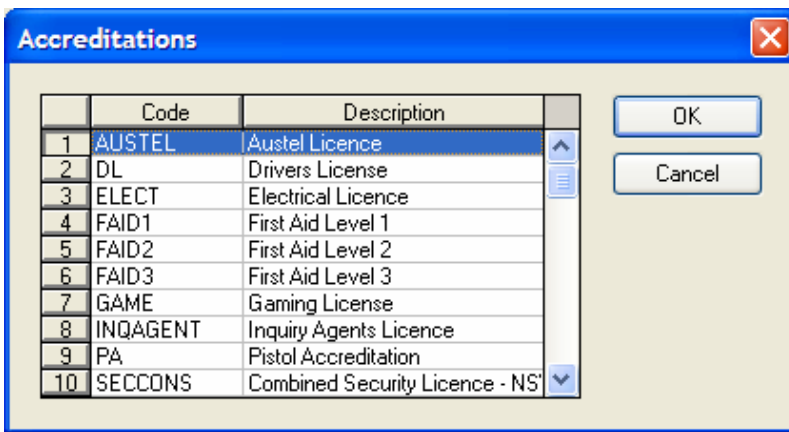 Accreditations
Code Description
1 AUSTEL Austel Licence
2 DL Drivers License
3 ELECT Electrical Licence
4 FAID1 First Aid Level 1
5 FAID2 First Aid Level 2
6 FAID3 First Aid Level 3
7 GAME Gaming License
8 INQAGENT Inquiry Agents Licence
9 PA Pistol Accreditation
10 SECCONS Combined Security Licence -
OK
Cancel